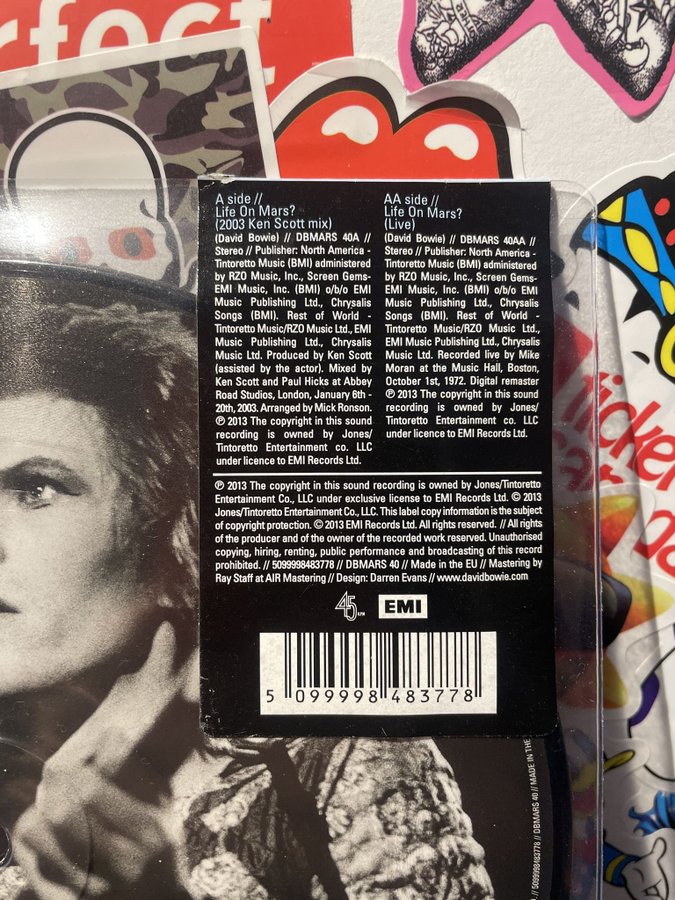 rfect
A side //
Life On Mars?
(2003 Ken Scott mix)
(David Bowie) // DBMARS 40A //
Stereo // Publisher: North America -
Tintoretto Music (BMI) administered
by RZO Music, Inc., Screen Gems-
EMI Music, Inc. (BMI) o/b/o EMI
Music Publishing Ltd., Chrysalis
Songs (BMI). Rest of World -
Tintoretto Music/RZO Music Ltd., EMI
Music Publishing Ltd., Chrysalis
Music Ltd. Produced by Ken Scott
(assisted by the actor). Mixed by
Ken Scott and Paul Hicks at Abbey
Road Studios, London, January 6th -
20th, 2003. Arranged by Mick Ronson.
℗ 2013 The copyright in this sound
recording is owned by Jones/
Tintoretto Entertainment Co. LLC
under licence to EMI Records Ltd.
AA side //
Life On Mars?
(Live)
(David Bowie) // DBMARS 40AA //
Stereo // Publisher: North America -
Tintoretto Music (BMI) administered
by RZO Music, Inc., Screen Gems-
EMI Music, Inc. (BMI) o/b/o EMI
Music Publishing Ltd., Chrysalis
Songs (BMI). Rest of World -
Tintoretto Music/RZO Music Ltd.,
EMI Music Publishing Ltd., Chrysalis
Music Ltd. Recorded live by Mike
Moran at the Music Hall, Boston,
October 1st, 1972. Digital remaster
℗ 2013 The copyright in this sound
recording is owned by Jones/
Tintoretto Entertainment co. LLC
under licence to EMI Records Ltd.
℗ 2013 The copyright in this sound recording is owned by Jones/Tintoretto
Entertainment Co., LLC under exclusive license to EMI Records Ltd. © 2013
Jones/Tintoretto Entertainment Co., LLC. This label copy information is the subject
of copyright protection. © 2013 EMI Records Ltd. All rights reserved. // All rights
of the producer and of the owner of the recorded work reserved. Unauthorised
copying, hiring, renting, public performance and broadcasting of this record
prohibited. // 5099998483778 // DBMARS 40 // Made in the EU // Mastering by
Ray Staff at AIR Mastering // Design: Darren Evans // www.davidbowie.com
45 RPM EMI
5 099998 483778
// 5099998483778 // DBMARS 40 // MADE IN THE